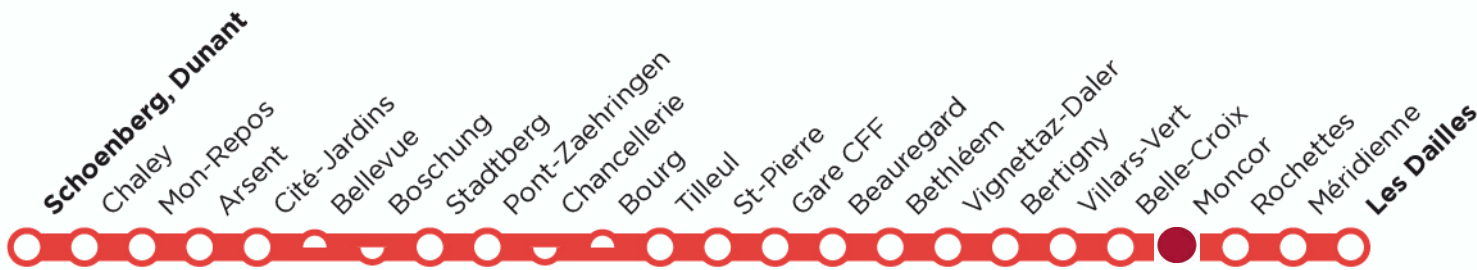 Schoenberg, Dunant
Chaley
Mon-Repos
Arsent
Cité-Jardins
Bellevue
Boschung
Stadtberg
Pont-Zaehringen
Chancellerie
Bourg
Tilleul
St-Pierre
Gare CFF
Beauregard
Bethléem
Vignettaz-Daler
Bertigny
Villars-Vert
Belle-Croix
Moncor
Rochettes
Méridienne
Les Dailles